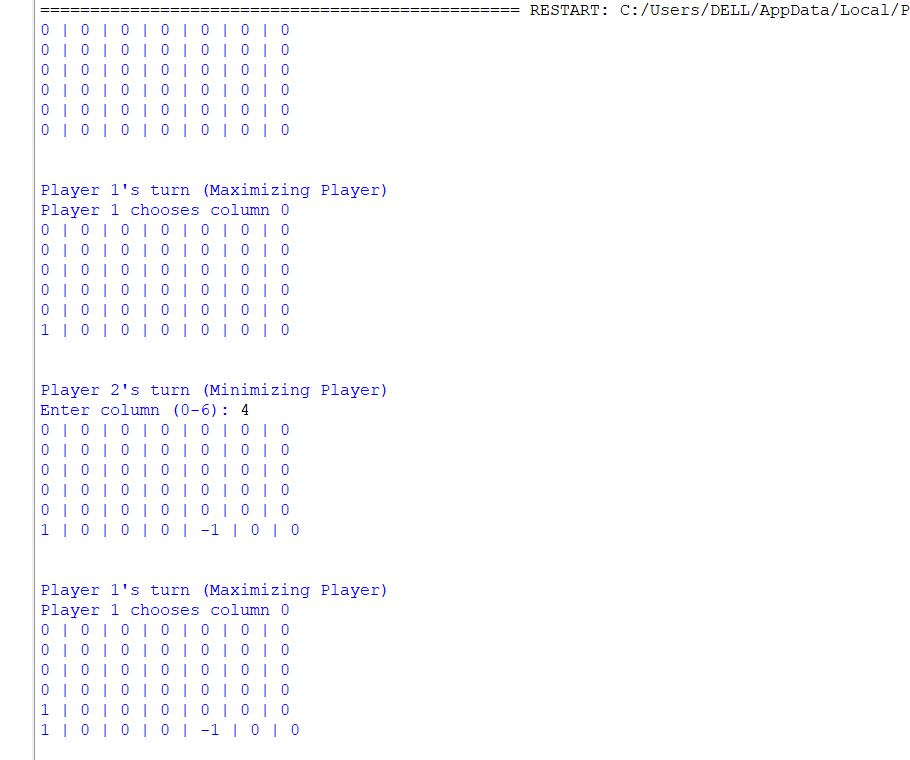 ================================================ RESTART: C:/Users/DELL/AppData/Local/P
0 | 0 | 0 | 0 | 0 | 0 | 0
0 | 0 | 0 | 0 | 0 | 0 | 0
0 | 0 | 0 | 0 | 0 | 0 | 0
0 | 0 | 0 | 0 | 0 | 0 | 0
0 | 0 | 0 | 0 | 0 | 0 | 0
0 | 0 | 0 | 0 | 0 | 0 | 0
Player 1's turn (Maximizing Player)
Player 1 chooses column 0
0 | 0 | 0 | 0 | 0 | 0 | 0
0 | 0 | 0 | 0 | 0 | 0 | 0
0 | 0 | 0 | 0 | 0 | 0 | 0
0 | 0 | 0 | 0 | 0 | 0 | 0
0 | 0 | 0 | 0 | 0 | 0 | 0
1 | 0 | 0 | 0 | 0 | 0 | 0
Player 2's turn (Minimizing Player)
Enter column (0-6): 4
0 | 0 | 0 | 0 | 0 | 0 | 0
0 | 0 | 0 | 0 | 0 | 0 | 0
0 | 0 | 0 | 0 | 0 | 0 | 0
0 | 0 | 0 | 0 | 0 | 0 | 0
0 | 0 | 0 | 0 | 0 | 0 | 0
1 | 0 | 0 | 0 | -1 | 0 | 0
Player 1's turn (Maximizing Player)
Player 1 chooses column 0
0 | 0 | 0 | 0 | 0 | 0 | 0
0 | 0 | 0 | 0 | 0 | 0 | 0
0 | 0 | 0 | 0 | 0 | 0 | 0
0 | 0 | 0 | 0 | 0 | 0 | 0
1 | 0 | 0 | 0 | 0 | 0 | 0
1 | 0 | 0 | 0 | -1 | 0 | 0